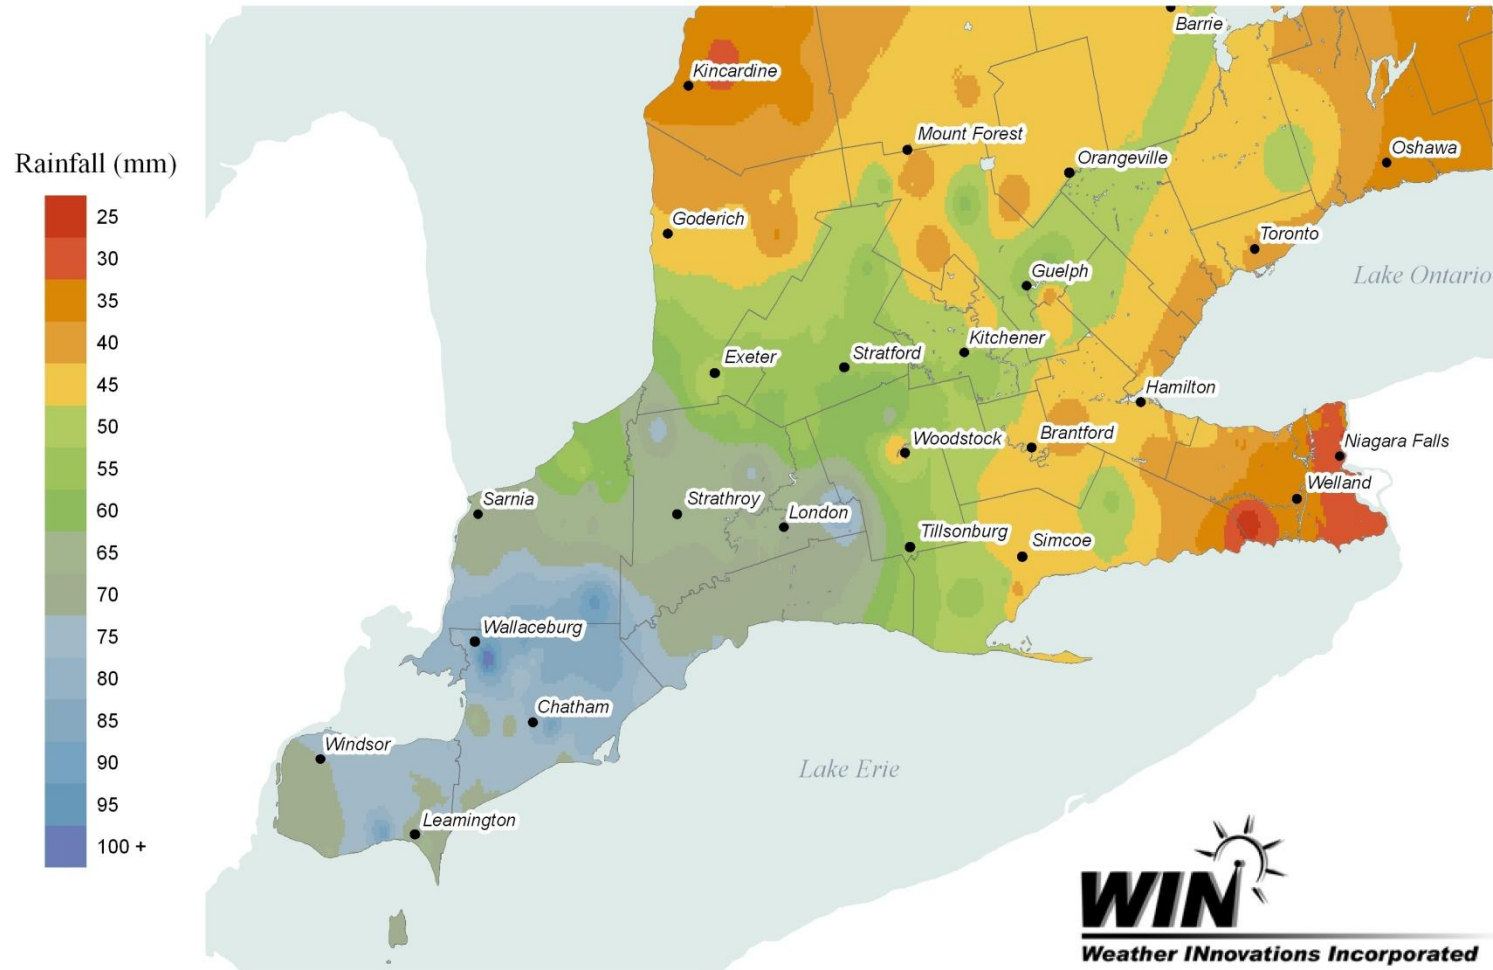 Barrie
Kincardine
Mount Forest
Orangeville
Oshawa
Rainfall (mm)
25
30
35
40
45
50
55
60
65
70
75
80
85
90
95
100 +
Goderich
Toronto
Guelph
Lake Ontario
Exeter
Stratford
Kitchener
Hamilton
Woodstock
Brantford
Niagara Falls
Sarnia
Strathroy
London
Welland
Tillsonburg
Simcoe
Wallaceburg
Chatham
Windsor
Lake Erie
Leamington
WIN
Weather INnovations Incorporated